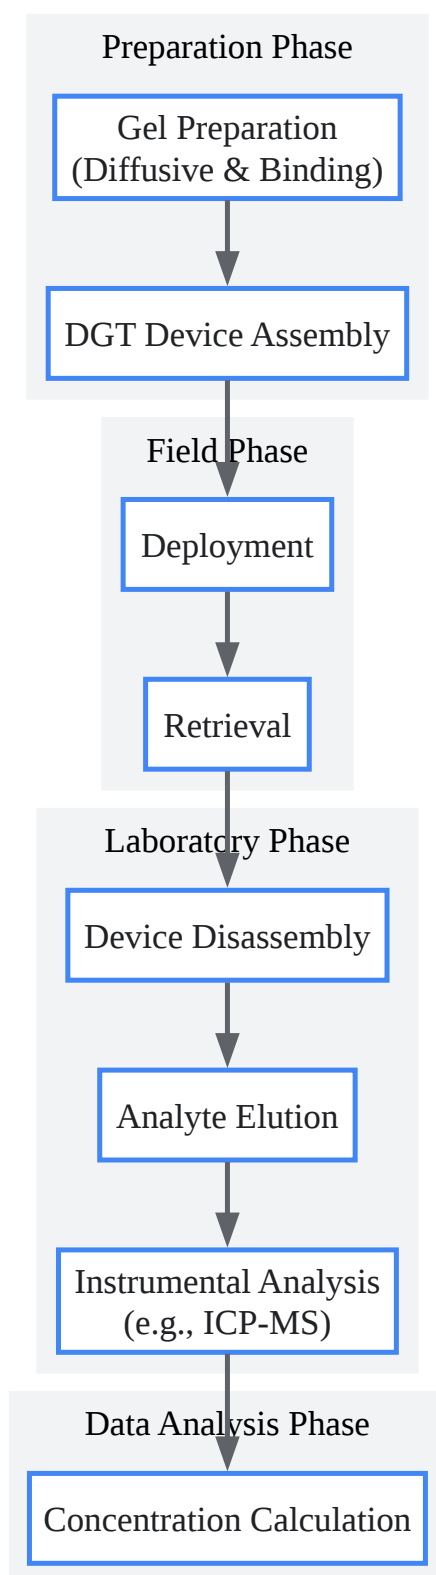 Preparation Phase
Gel Preparation
(Diffusive & Binding)
DGT Device Assembly
Field Phase
Deployment
Retrieval
Laboratory Phase
Device Disassembly
Analyte Elution
Instrumental Analysis
(e.g., ICP-MS)
Data Analysis Phase
Concentration Calculation